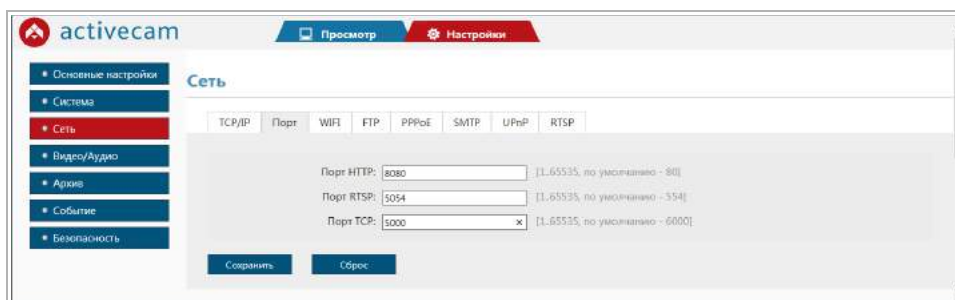 activecam
Просмотр
Настройки
Основные настройки
Система
Сеть
Видео/Аудио
Архив
Событие
Безопасность
Сеть
TCP/IP Порт WIFI FTP PPPoE SMTP UPnP RTSP
Порт HTTP: 8080 [1..65535, по умолчанию - 80]
Порт RTSP: 5054 [1..65535, по умолчанию - 554]
Порт TCP: 5000 × [1..65535, по умолчанию - 6000]
Сохранить Сброс